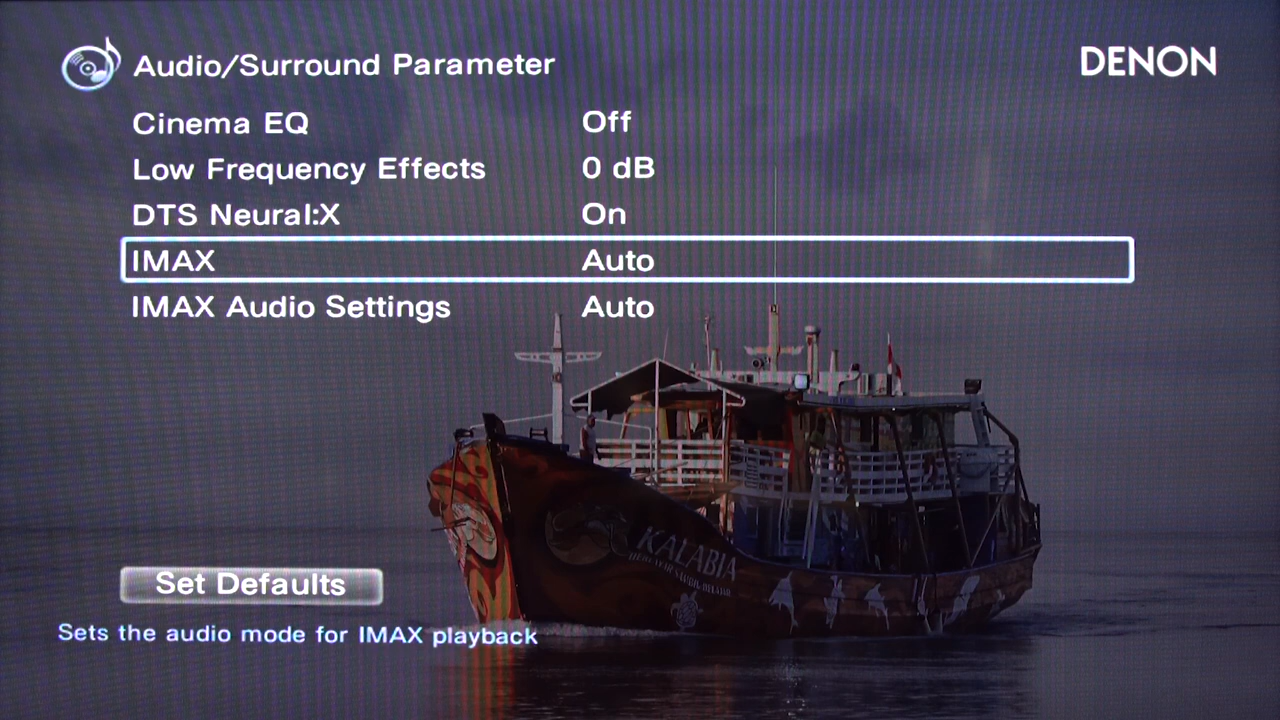 Audio/Surround Parameter
DENON
Cinema EQ Off
Low Frequency Effects 0 dB
DTS Neural:X On
IMAX Auto
IMAX Audio Settings Auto
KALABIA
Set Defaults
Sets the audio mode for IMAX playback